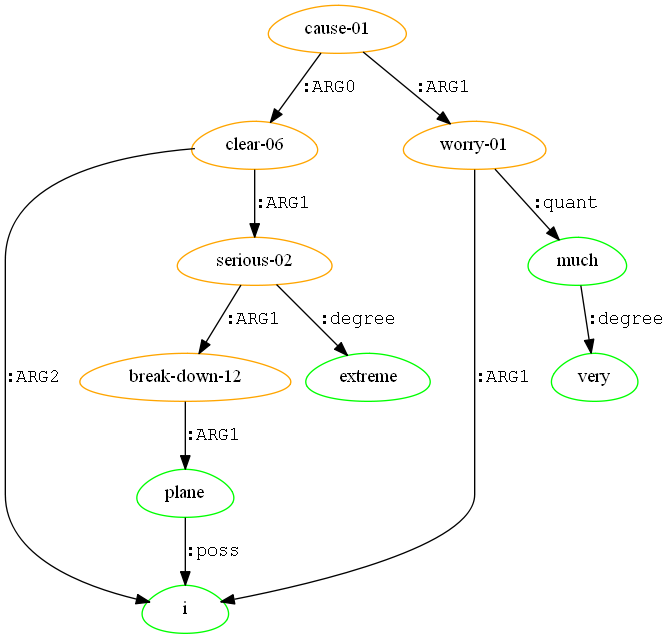 cause-01
:ARG0 :ARG1
clear-06 worry-01
:ARG1 :quant
serious-02 much
:ARG1 :degree :degree
:ARG2 break-down-12 extreme :ARG1 very
:ARG1
plane
:poss
i